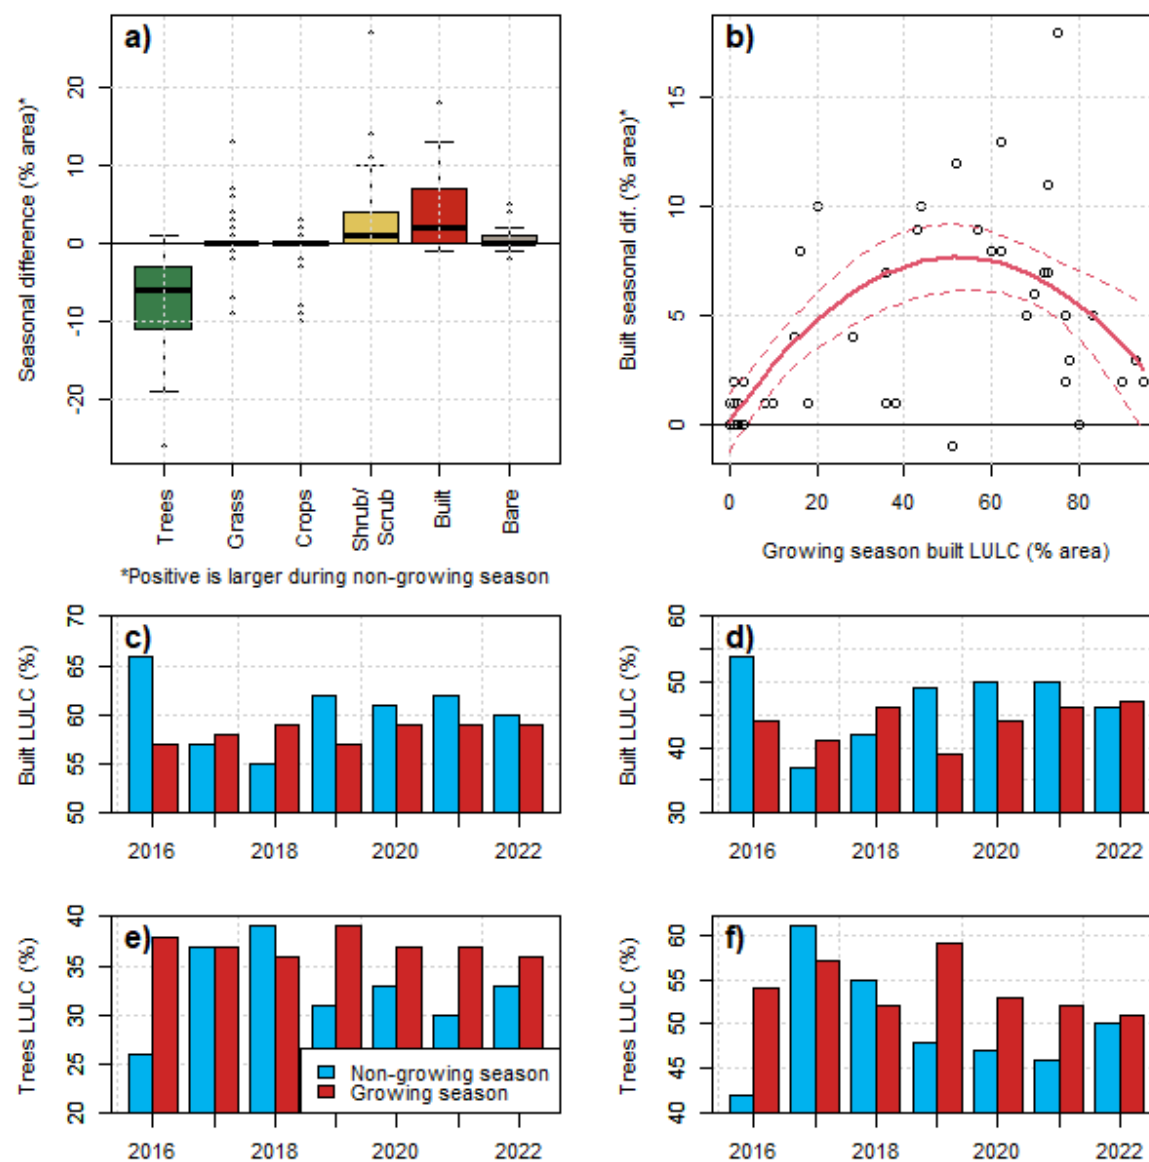 a)
Seasonal difference (% area)*
20
10
0
-10
-20
Trees
Grass
Crops
Shrub/
Scrub
Built
Bare
*Positive is larger during non-growing season
b)
Built seasonal dif. (% area)*
15
10
5
0
0 20 40 60 80
Growing season built LULC (% area)
c)
Built LULC (%)
70
65
60
55
50
2016 2018 2020 2022
d)
Built LULC (%)
60
50
40
30
2016 2018 2020 2022
e)
Trees LULC (%)
40
35
30
25
20
Non-growing season
Growing season
2016 2018 2020 2022
f)
Trees LULC (%)
60
55
50
45
40
2016 2018 2020 2022